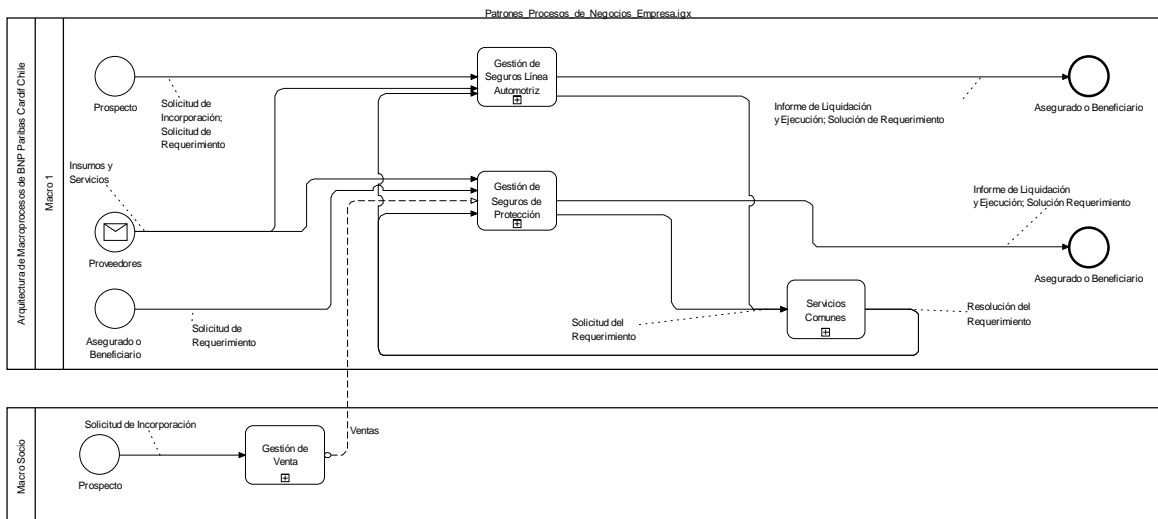 Patrones_Procesos_de_Negocios_Empresa.igx
Arquitectura de Macroprocesos de BNP Paribas Cardif Chile
Macro 1
Prospecto
Solicitud de
Incorporación;
Solicitud de
Requerimiento
Gestión de
Seguros Línea
Automotriz
Informe de Liquidación
y Ejecución; Solución de Requerimiento
Asegurado o Beneficiario
Insumos y
Servicios
Proveedores
Gestión de
Seguros de
Protección
Informe de Liquidación
y Ejecución; Solución Requerimiento
Asegurado o Beneficiario
Asegurado o
Beneficiario
Solicitud de
Requerimiento
Solicitud del
Requerimiento
Servicios
Comunes
Resolución del
Requerimiento
Macro Socio
Solicitud de Incorporación
Prospecto
Gestión de
Venta
Ventas